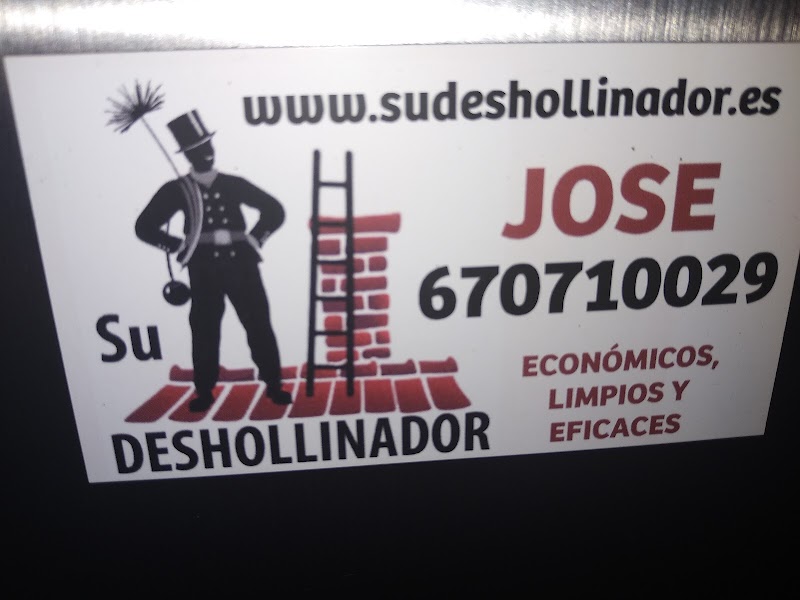 www.sudeshollinador.es
JOSE
670710029
Su
DESHOLLINADOR
ECONÓMICOS,
LIMPIOS Y
EFICACES